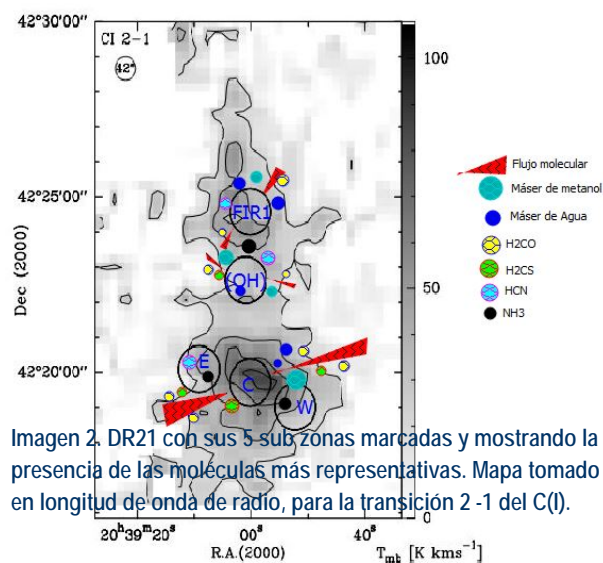 42°30'00''
CI 2-1
42"
100
Flujo molecular
Máser de metanol
Máser de Agua
H2CO
H2CS
HCN
NH3
42°25'00''
FIR1
Dec (2000)
(OH)
50
42°20'00''
E
C
W
Imagen 2. DR21 con sus 5 sub zonas marcadas y mostrando la
presencia de las moléculas más representativas. Mapa tomado
en longitud de onda de radio, para la transición 2 -1 del C(I).
0
20ʰ39ᵐ20ˢ 00ˢ 40ˢ
R.A.(2000) Tmb [K kms⁻¹]